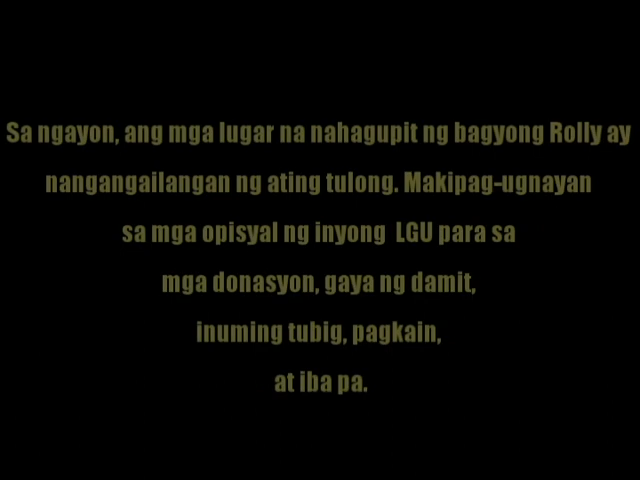 Sa ngayon, ang mga lugar na nahagupit ng bagyong Rolly ay
nangangailangan ng ating tulong. Makipag-ugnayan
sa mga opisyal ng inyong LGU para sa
mga donasyon, gaya ng damit,
inuming tubig, pagkain,
at iba pa.